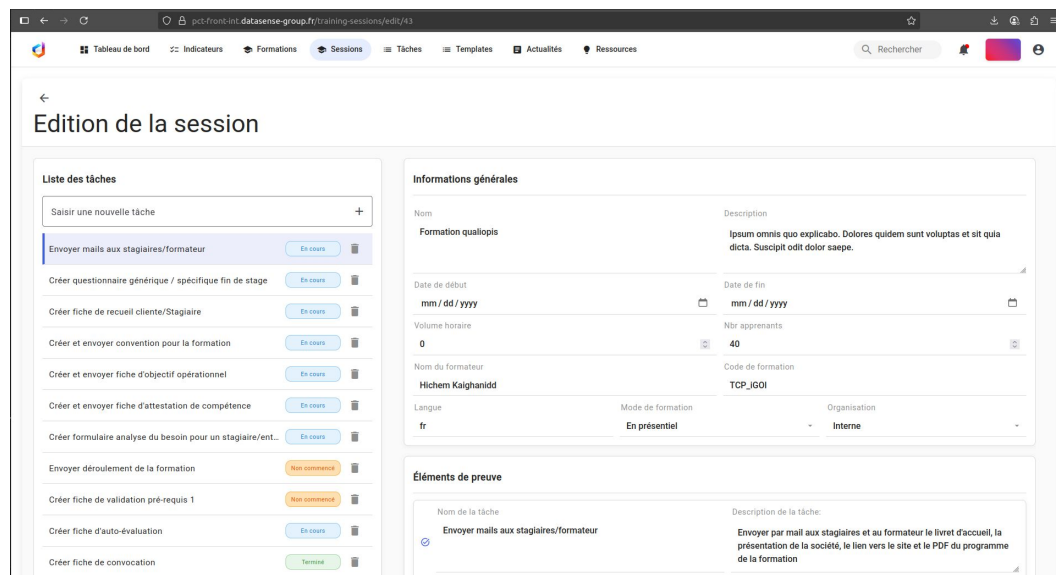 pct-front-int.datasense-group.fr/training-sessions/edit/43
Tableau de bord
Indicateurs
Formations
Sessions
Tâches
Templates
Actualités
Ressources
Rechercher
Edition de la session
Liste des tâches
Saisir une nouvelle tâche
Envoyer mails aux stagiaires/formateur
En cours
Créer questionnaire générique / spécifique fin de stage
En cours
Créer fiche de recueil cliente/Stagiaire
En cours
Créer et envoyer convention pour la formation
En cours
Créer et envoyer fiche d'objectif opérationnel
En cours
Créer et envoyer fiche d'attestation de compétence
En cours
Créer formulaire analyse du besoin pour un stagiaire/ent...
En cours
Envoyer déroulement de la formation
Non commencé
Créer fiche de validation pré-requis 1
Non commencé
Créer fiche d'auto-évaluation
En cours
Créer fiche de convocation
Terminé
Informations générales
Nom
Formation qualiopis
Description
Ipsum omnis quo explicabo. Dolores quidem sunt voluptas et sit quia
dicta. Suscipit odit dolor saepe.
Date de début
mm / dd / yyyy
Date de fin
mm / dd / yyyy
Volume horaire
0
Nbr apprenants
40
Nom du formateur
Hichem Kaighanidd
Code de formation
TCP_iGOI
Langue
fr
Mode de formation
En présentiel
Organisation
Interne
Éléments de preuve
Nom de la tâche
Envoyer mails aux stagiaires/formateur
Description de la tâche:
Envoyer par mail aux stagiaires et au formateur le livret d'accueil, la
présentation de la société, le lien vers le site et le PDF du programme
de la formation